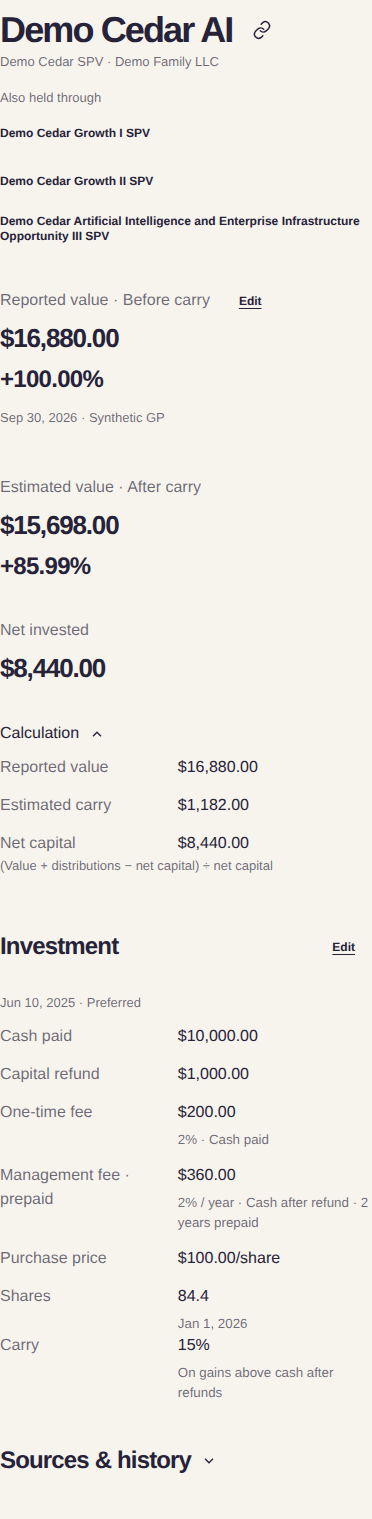 Demo Cedar AI
Demo Cedar SPV · Demo Family LLC
Also held through
Demo Cedar Growth I SPV
Demo Cedar Growth II SPV
Demo Cedar Artificial Intelligence and Enterprise Infrastructure
Opportunity III SPV
Reported value · Before carry Edit
$16,880.00
+100.00%
Sep 30, 2026 · Synthetic GP
Estimated value · After carry
$15,698.00
+85.99%
Net invested
$8,440.00
Calculation
Reported value $16,880.00
Estimated carry $1,182.00
Net capital $8,440.00
(Value + distributions − net capital) ÷ net capital
Investment Edit
Jun 10, 2025 · Preferred
Cash paid $10,000.00
Capital refund $1,000.00
One-time fee $200.00
2% · Cash paid
Management fee · prepaid $360.00
2% / year · Cash after refund · 2
years prepaid
Purchase price $100.00/share
Shares 84.4
Jan 1, 2026
Carry 15%
On gains above cash after
refunds
Sources & history